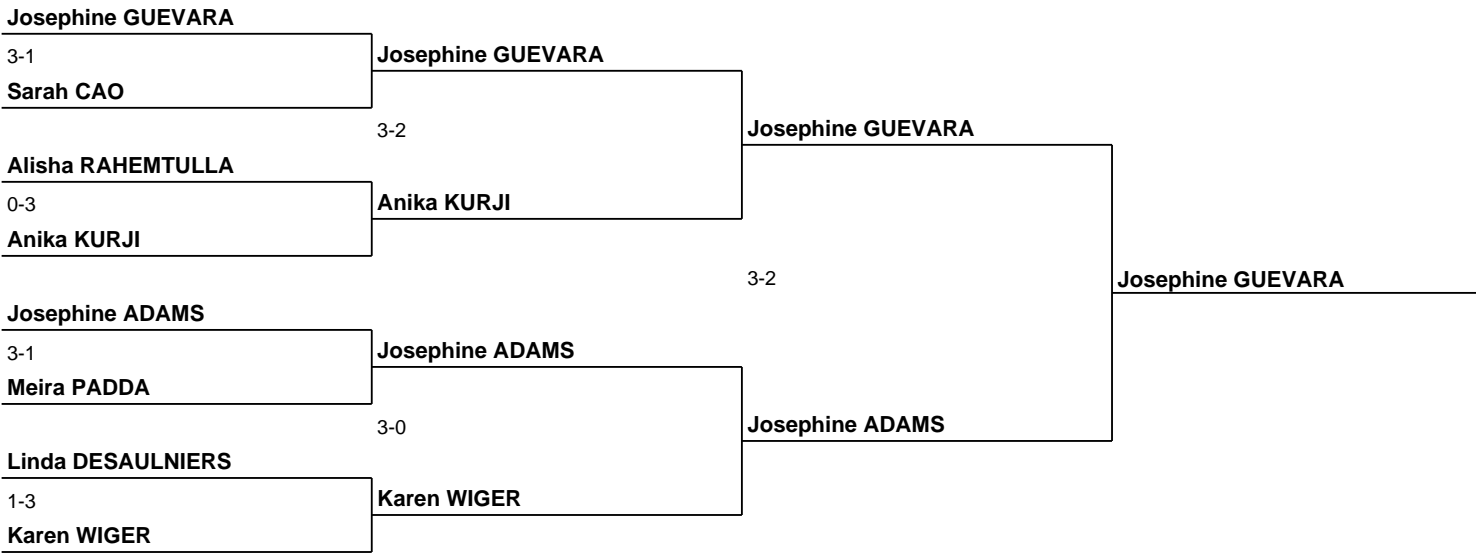 Josephine GUEVARA
3-1
Sarah CAO
Josephine GUEVARA
3-2
Alisha RAHEMTULLA
0-3
Anika KURJI
Anika KURJI
Josephine GUEVARA
3-2
Josephine GUEVARA
Josephine ADAMS
3-1
Meira PADDA
Josephine ADAMS
3-0
Josephine ADAMS
Linda DESAULNIERS
1-3
Karen WIGER
Karen WIGER